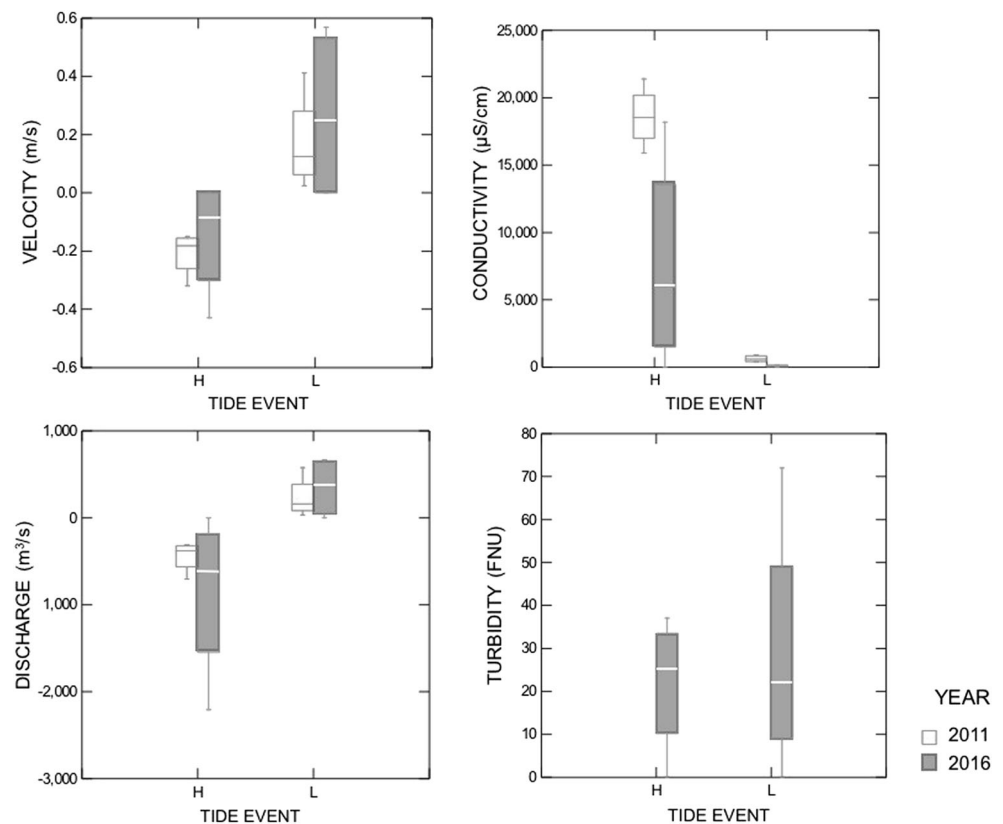 0.6
0.4
0.2
0.0
-0.2
-0.4
-0.6
VELOCITY (m/s)
H L
TIDE EVENT
25,000
20,000
15,000
10,000
5,000
0
CONDUCTIVITY (µS/cm)
H L
TIDE EVENT
1,000
0
1,000
-2,000
-3,000
DISCHARGE (m³/s)
H L
TIDE EVENT
80
70
60
50
40
30
20
10
0
TURBIDITY (FNU)
H L
TIDE EVENT
YEAR
2011
2016